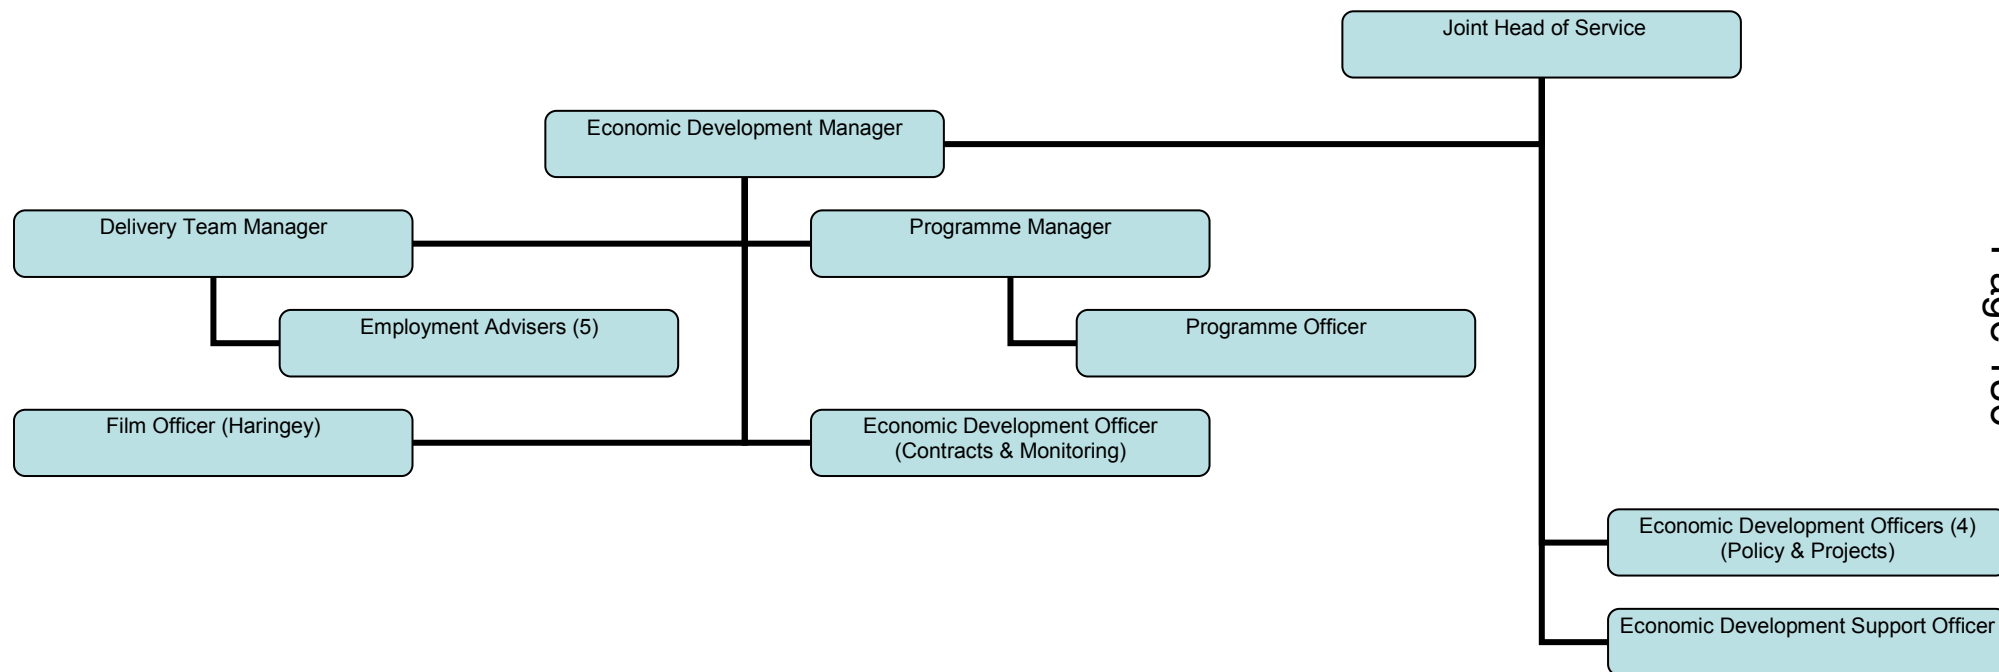 Joint Head of Service
Economic Development Manager
Delivery Team Manager
Programme Manager
Employment Advisers (5)
Programme Officer
Film Officer (Haringey)
Economic Development Officer
(Contracts & Monitoring)
Economic Development Officers (4)
(Policy & Projects)
Economic Development Support Officer
Page